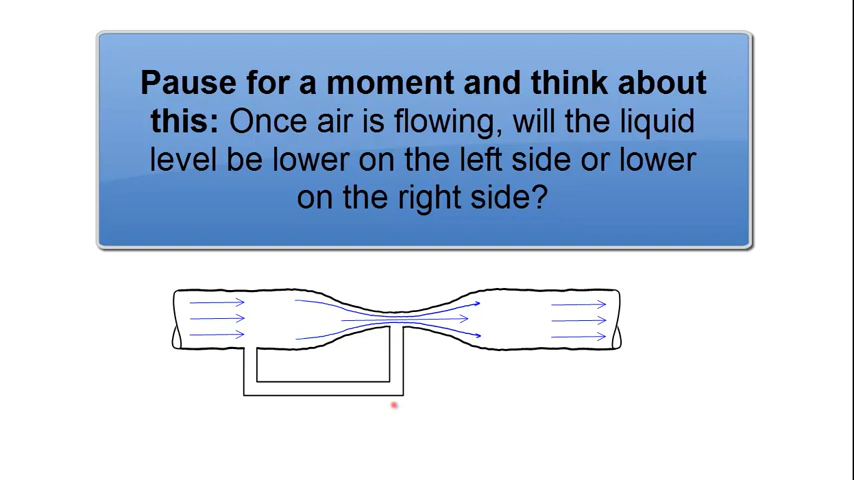 Pause for a moment and think about
this: Once air is flowing, will the liquid
level be lower on the left side or lower
on the right side?